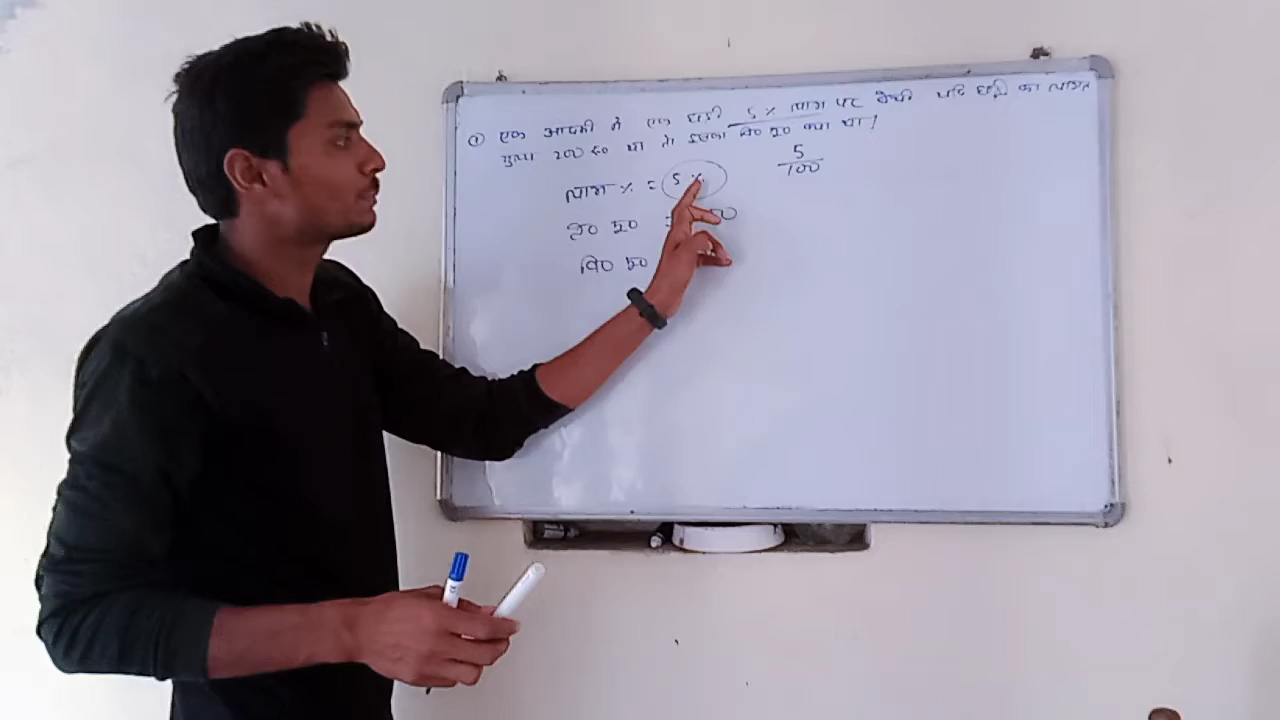 ① एक आदमी ने एक घड़ी 5 % लाभ पर बेची यदि घड़ी का लागत
मुल्य 200 रु० था तो उसका वि० मु० क्या था ?
5
100
लाभ % = 5 %
क्र० मु० =
वि० मु०